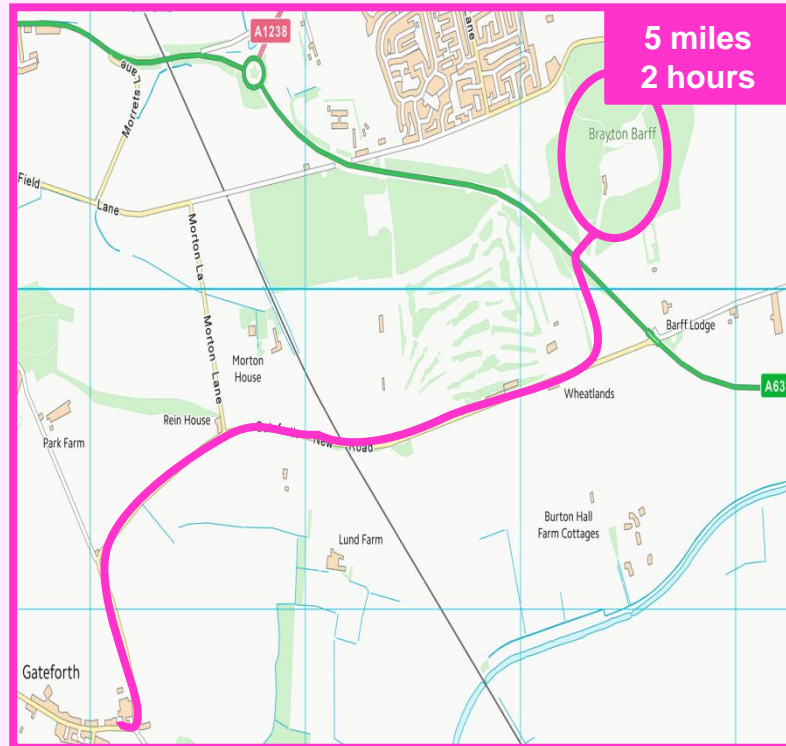 A1238
5 miles
2 hours
Lane
Morrets
Lane
Brayton Barff
Field
Lane
Morton La
Morton Lane
Morton
House
Barff Lodge
A63
Wheatlands
Rein House
New Road
Park Farm
Burton Hall
Farm Cottages
Lund Farm
Gateforth